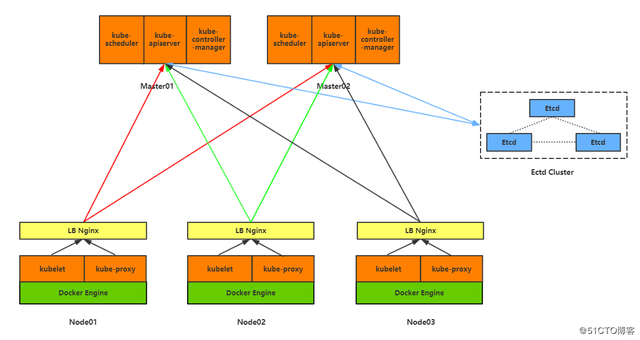 kube-
scheduler
kube-
apiserver
kube-
controller
-manager
kube-
scheduler
kube-
apiserver
kube-
controller
-manager
Master01
Master02
Etcd
Etcd
Etcd
Ectd Cluster
LB Nginx
LB Nginx
LB Nginx
kubelet
kube-proxy
kubelet
kube-proxy
kubelet
kube-proxy
Docker Engine
Docker Engine
Docker Engine
Node01
Node02
Node03
@51CTO博客